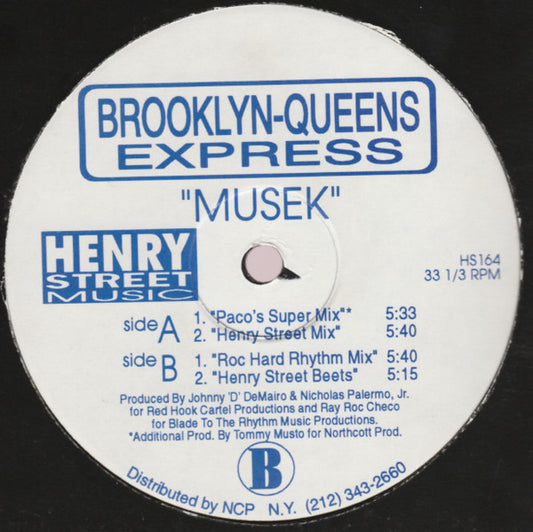 BROOKLYN-QUEENS
EXPRESS
"MUSEK"
HENRY
STREET
MUSIC
HS164
33 1/3 RPM
side A 1. "Paco's Super Mix"* 5:33
2. "Henry Street Mix" 5:40
side B 1. "Roc Hard Rhythm Mix" 5:40
2. "Henry Street Beets" 5:15
Produced By Johnny 'D' DeMairo & Nicholas Palermo, Jr.
for Red Hook Cartel Productions and Ray Roc Checo
for Blade To The Rhythm Music Productions.
*Additional Prod. By Tommy Musto for Northcott Prod.
B
Distributed by NCP N.Y. (212) 343-2660